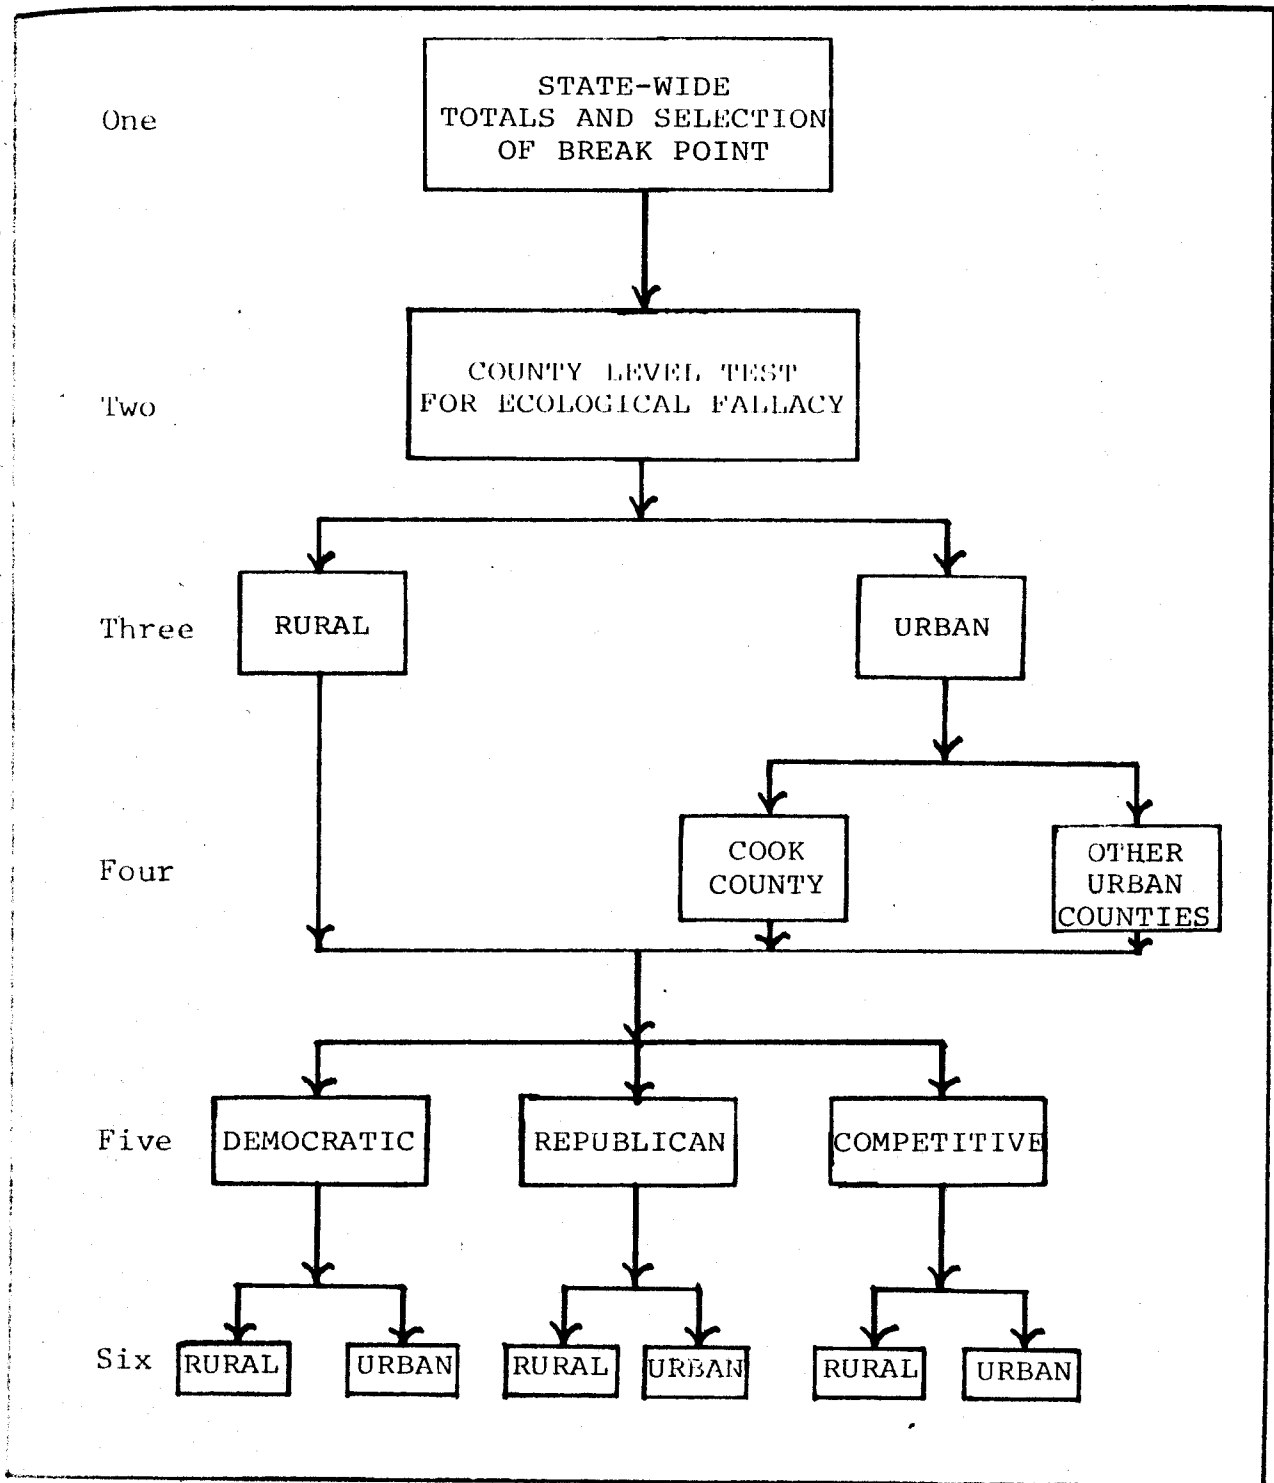 One
STATE-WIDE
TOTALS AND SELECTION
OF BREAK POINT
Two
COUNTY LEVEL TEST
FOR ECOLOGICAL FALLACY
Three
RURAL
URBAN
Four
COOK
COUNTY
OTHER
URBAN
COUNTIES
Five
DEMOCRATIC
REPUBLICAN
COMPETITIVE
Six
RURAL
URBAN
RURAL
URBAN
RURAL
URBAN